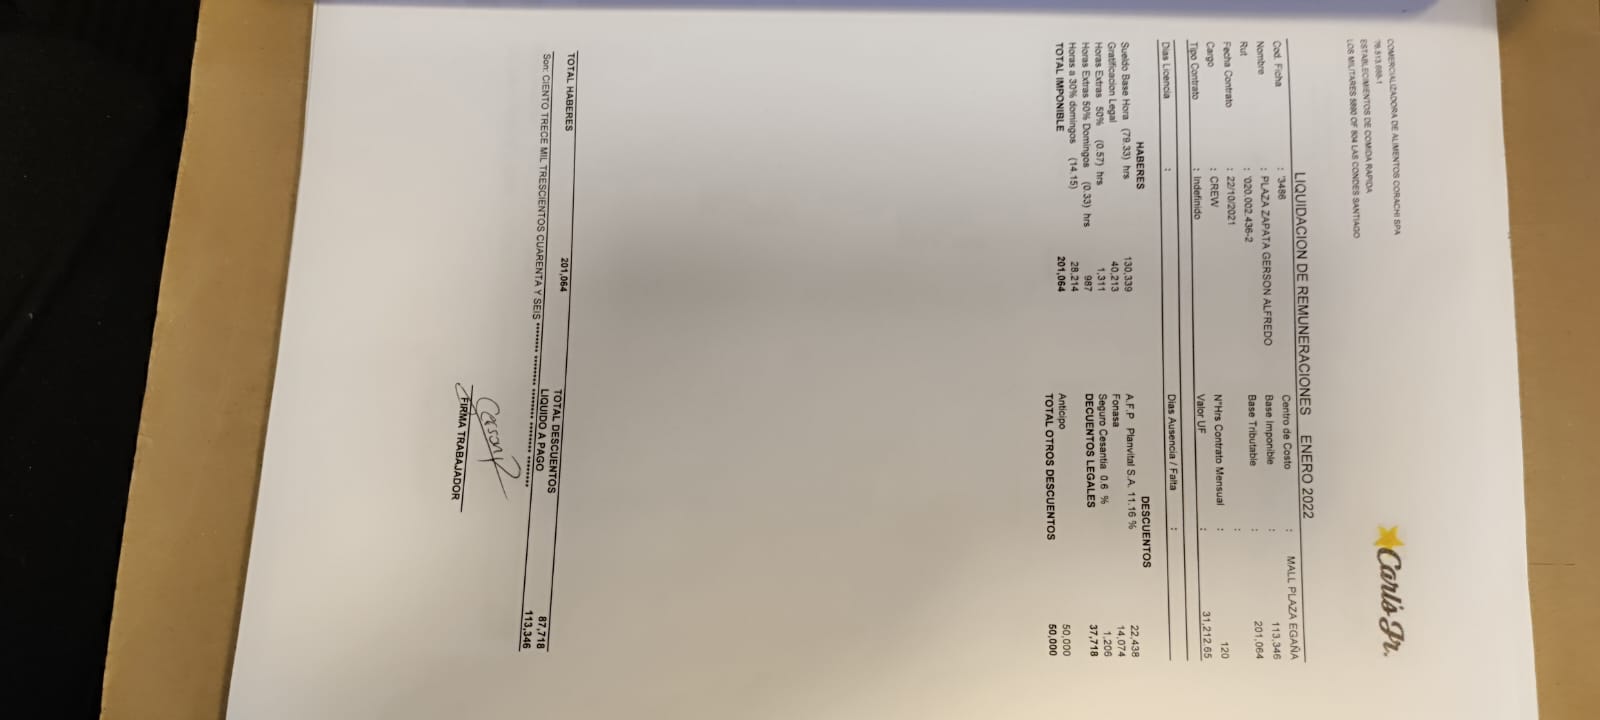 COMERCIALIZADORA DE ALIMENTOS CORACHI SPA
76.513.688-1
ESTABLECIMIENTOS DE COMIDA RAPIDA
LOS MILITARES 5890 OF 804 LAS CONDES SANTIAGO
Carl's Jr.
LIQUIDACION DE REMUNERACIONES ENERO 2022
Cod. Ficha : '3486 Centro de Costo : MALL PLAZA EGAÑA
Nombre : PLAZA ZAPATA GERSON ALFREDO Base Imponible : 113,346
Rut : '020.002.436-2 Base Tributable : 201,064
Fecha Contrato : 22/10/2021 :
Cargo : CREW N°Hrs Contrato Mensual : 120
Tipo Contrato : Indefinido Valor UF : 31,212.65
Dias Licencia : Dias Ausencia / Falta :
HABERES DESCUENTOS
Sueldo Base Hora (79.33) hrs 130,339 A.F.P Planvital S.A. 11.16 % 22,438
Gratificacion Legal 40,213 Fonasa 14,074
Horas Extras 50% (0.57) hrs 1,311 Seguro Cesantia 0.6 % 1,206
Horas Extras 50% Domingos (0.33) hrs 987 DECUENTOS LEGALES 37,718
Horas a 30% domingos (14.15) 28,214
TOTAL IMPONIBLE 201,064 Anticipo 50,000
TOTAL OTROS DESCUENTOS 50,000
TOTAL HABERES 201,064 TOTAL DESCUENTOS 87,718
LIQUIDO A PAGO 113,346
Son: CIENTO TRECE MIL TRESCIENTOS CUARENTA Y SEIS ******** ******** ******** ******** ********
Gerson P
FIRMA TRABAJADOR